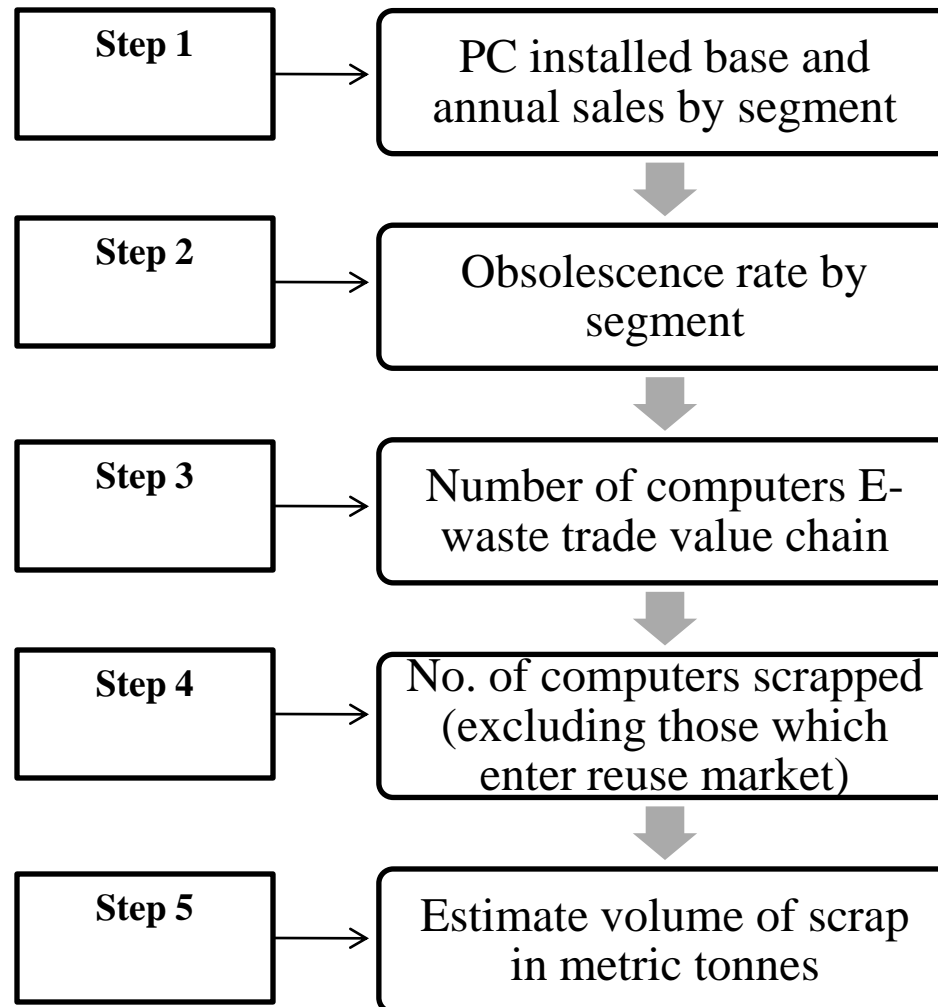 Step 1
PC installed base and
annual sales by segment
Step 2
Obsolescence rate by
segment
Step 3
Number of computers E-
waste trade value chain
Step 4
No. of computers scrapped
(excluding those which
enter reuse market)
Step 5
Estimate volume of scrap
in metric tonnes